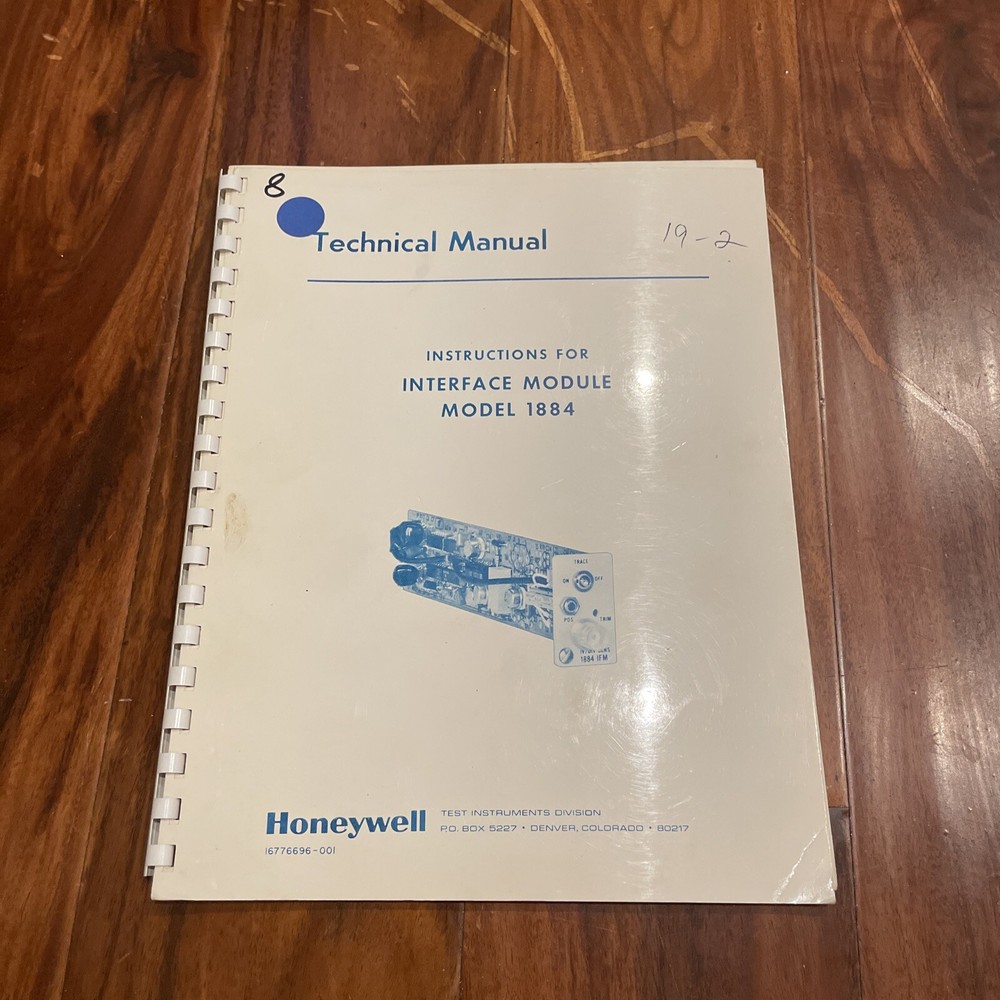 8
Technical Manual
19-2
INSTRUCTIONS FOR
INTERFACE MODULE
MODEL 1884
TRACE
ON OFF
POS TRIM
1884 IFM
Honeywell
TEST INSTRUMENTS DIVISION
P.O. BOX 5227 • DENVER, COLORADO • 80217
16776696-001